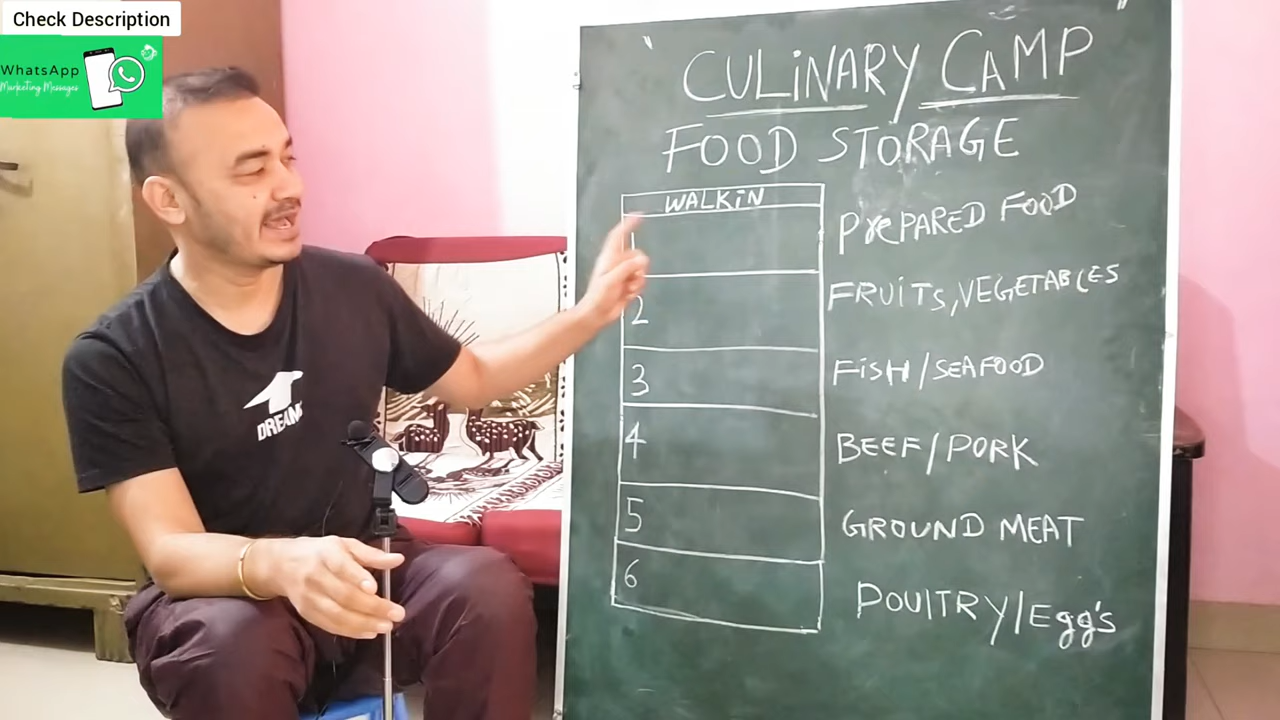 Check Description
WhatsApp
Marketing Messages
" CULINARY CAMP "
FOOD STORAGE
WALKIN
1 PREPARED FOOD
2 FRUITS, VEGETABLES
3 FISH/SEAFOOD
4 BEEF/PORK
5 GROUND MEAT
6 POULTRY/Egg's
DREAM